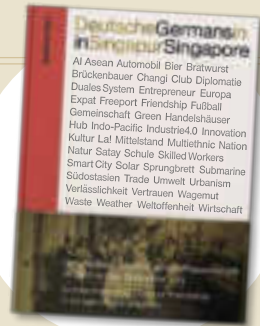 Deutsche Germans in
in Singapur Singapore
AI Asean Automobil Bier Bratwurst
Brückenbauer Changi Club Diplomatie
Duales System Entrepreneur Europa
Expat Freeport Friendship Fußball
Gemeinschaft Green Handelshäuser
Hub Indo-Pacific Industrie4.0 Innovation
Kultur La! Mittelstand Multiethnic Nation
Natur Satay Schule Skilled Workers
Smart City Solar Sprungbrett Submarine
Südostasien Trade Umwelt Urbanism
Verlässlichkeit Vertrauen Wagemut
Waste Weather Weltoffenheit Wirtschaft